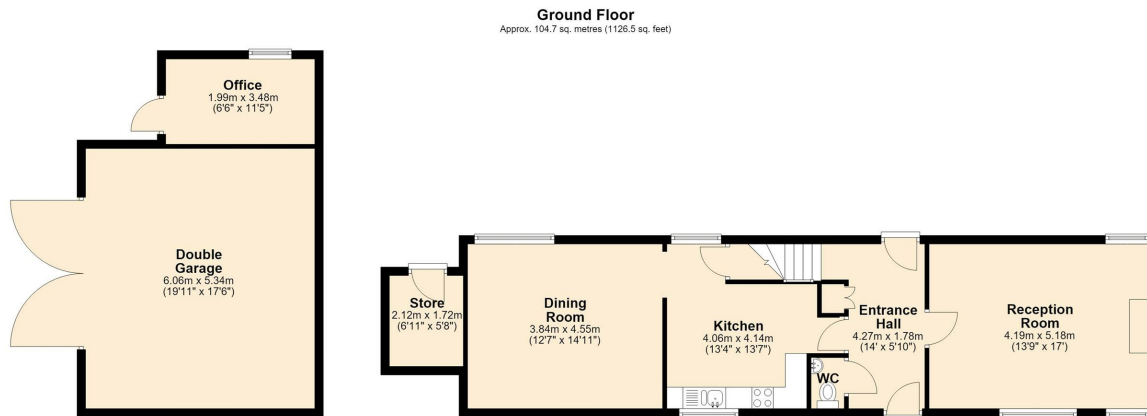 Ground Floor
Approx. 104.7 sq. metres (1126.5 sq. feet)
Office
1.99m x 3.48m
(6'6" x 11'5")
Double
Garage
6.06m x 5.34m
(19'11" x 17'6")
Store
2.12m x 1.72m
(6'11" x 5'8")
Dining
Room
3.84m x 4.55m
(12'7" x 14'11")
Kitchen
4.06m x 4.14m
(13'4" x 13'7")
WC
Entrance
Hall
4.27m x 1.78m
(14' x 5'10")
Reception
Room
4.19m x 5.18m
(13'9" x 17')